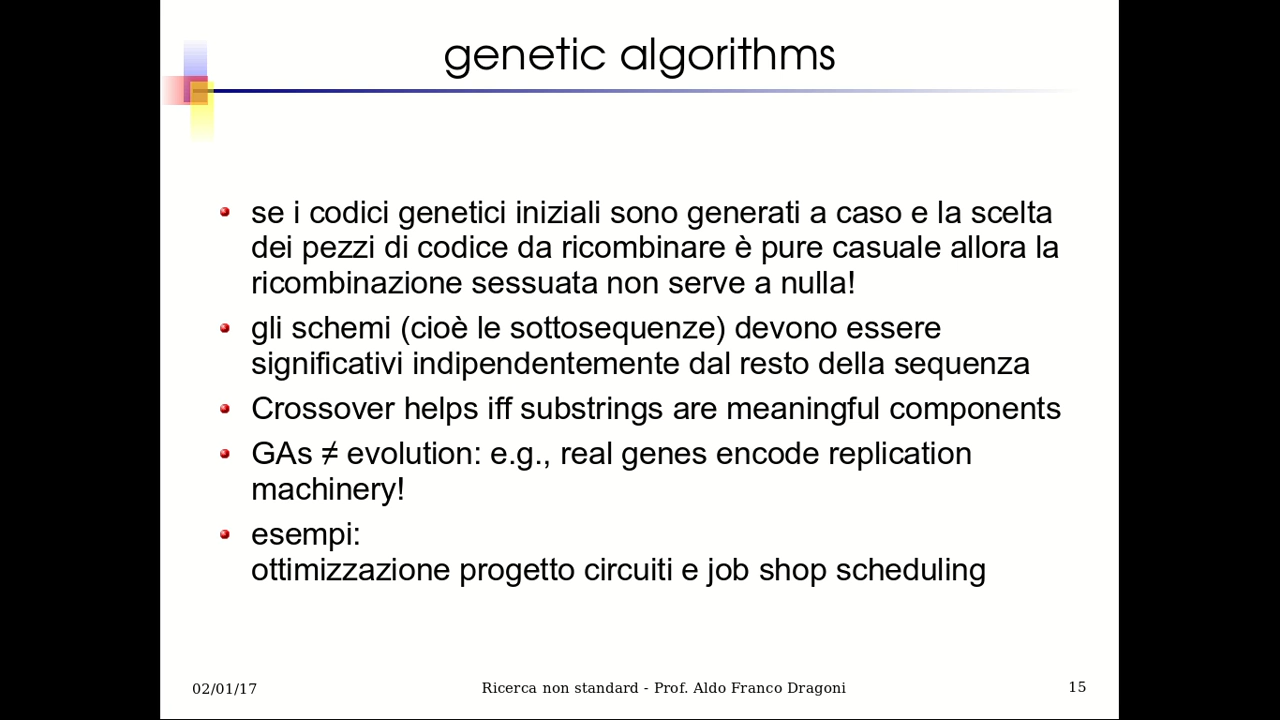 genetic algorithms
se i codici genetici iniziali sono generati a caso e la scelta
dei pezzi di codice da ricombinare è pure casuale allora la
ricombinazione sessuata non serve a nulla!
gli schemi (cioè le sottosequenze) devono essere
significativi indipendentemente dal resto della sequenza
Crossover helps iff substrings are meaningful components
GAs ≠ evolution: e.g., real genes encode replication
machinery!
esempi:
ottimizzazione progetto circuiti e job shop scheduling
02/01/17
Ricerca non standard - Prof. Aldo Franco Dragoni
15